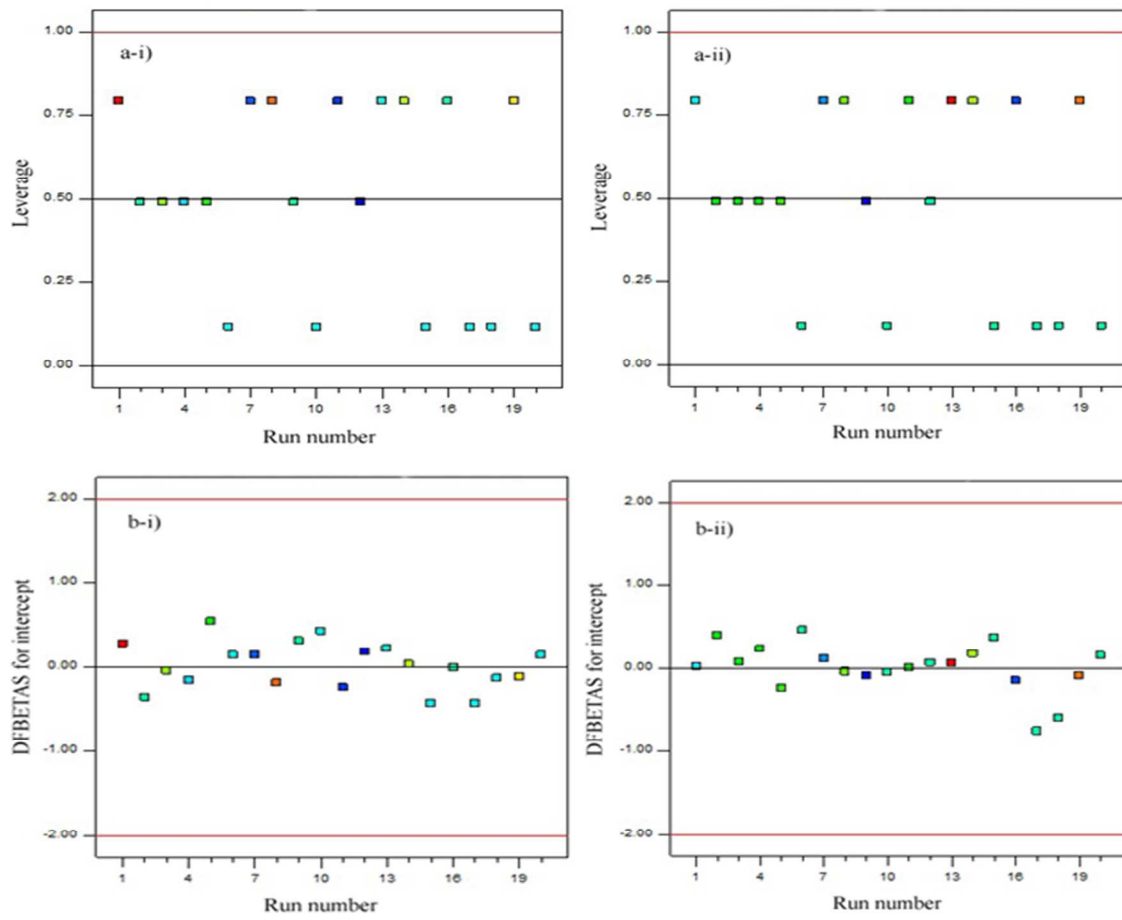 a-i)
1.00
0.75
0.50
0.25
0.00
Leverage
1 4 7 10 13 16 19
Run number
a-ii)
1.00
0.75
0.50
0.25
0.00
Leverage
1 4 7 10 13 16 19
Run number
b-i)
2.00
1.00
0.00
-1.00
-2.00
DFBETAS for intercept
1 4 7 10 13 16 19
Run number
b-ii)
2.00
1.00
0.00
-1.00
-2.00
DFBETAS for intercept
1 4 7 10 13 16 19
Run number